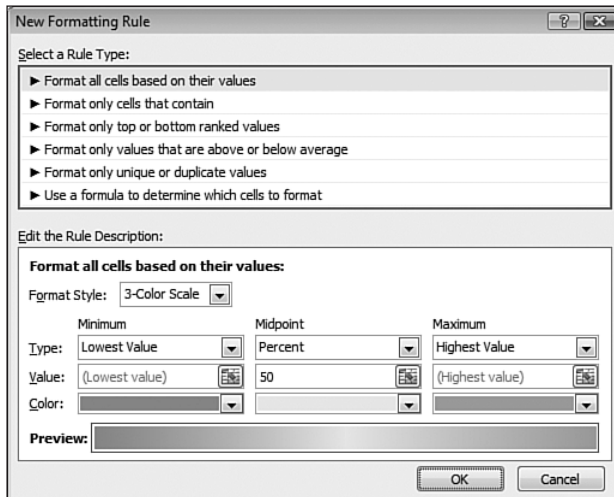 New Formatting Rule
Select a Rule Type:
► Format all cells based on their values
► Format only cells that contain
► Format only top or bottom ranked values
► Format only values that are above or below average
► Format only unique or duplicate values
► Use a formula to determine which cells to format
Edit the Rule Description:
Format all cells based on their values:
Format Style: 3-Color Scale
Minimum Midpoint Maximum
Type: Lowest Value Percent Highest Value
Value: (Lowest value) 50 (Highest value)
Color:
Preview:
OK Cancel